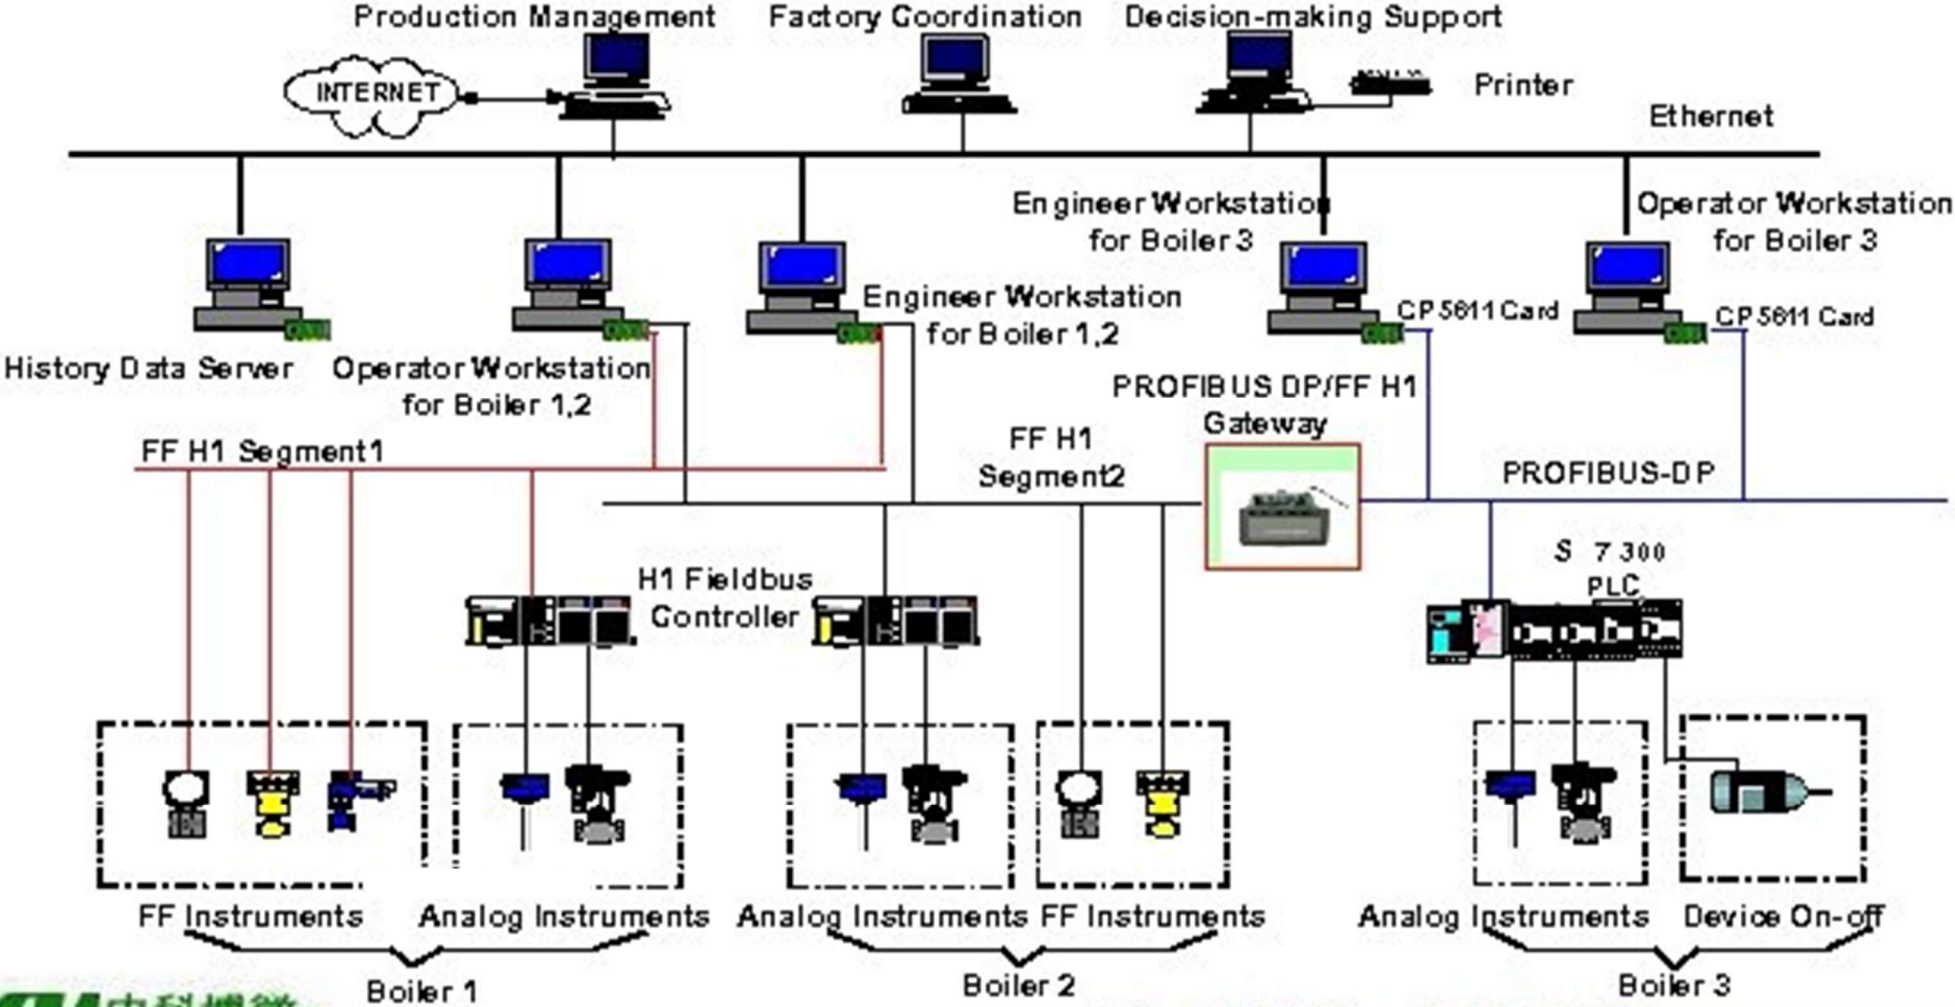 Production Management
Factory Coordination
Decision-making Support
INTERNET
Printer
Ethernet
Engineer Workstation
for Boiler 3
Operator Workstation
for Boiler 3
Engineer Workstation
for Boiler 1,2
CP5611 Card
CP5611 Card
History Data Server
Operator Workstation
for Boiler 1,2
PROFIBUS DP/FF H1
Gateway
FF H1 Segment1
FF H1
Segment2
PROFIBUS-DP
S 7 300
PLC
H1 Fieldbus
Controller
FF Instruments
Analog Instruments
Analog Instruments
FF Instruments
Analog Instruments
Device On-off
Boiler 1
Boiler 2
Boiler 3